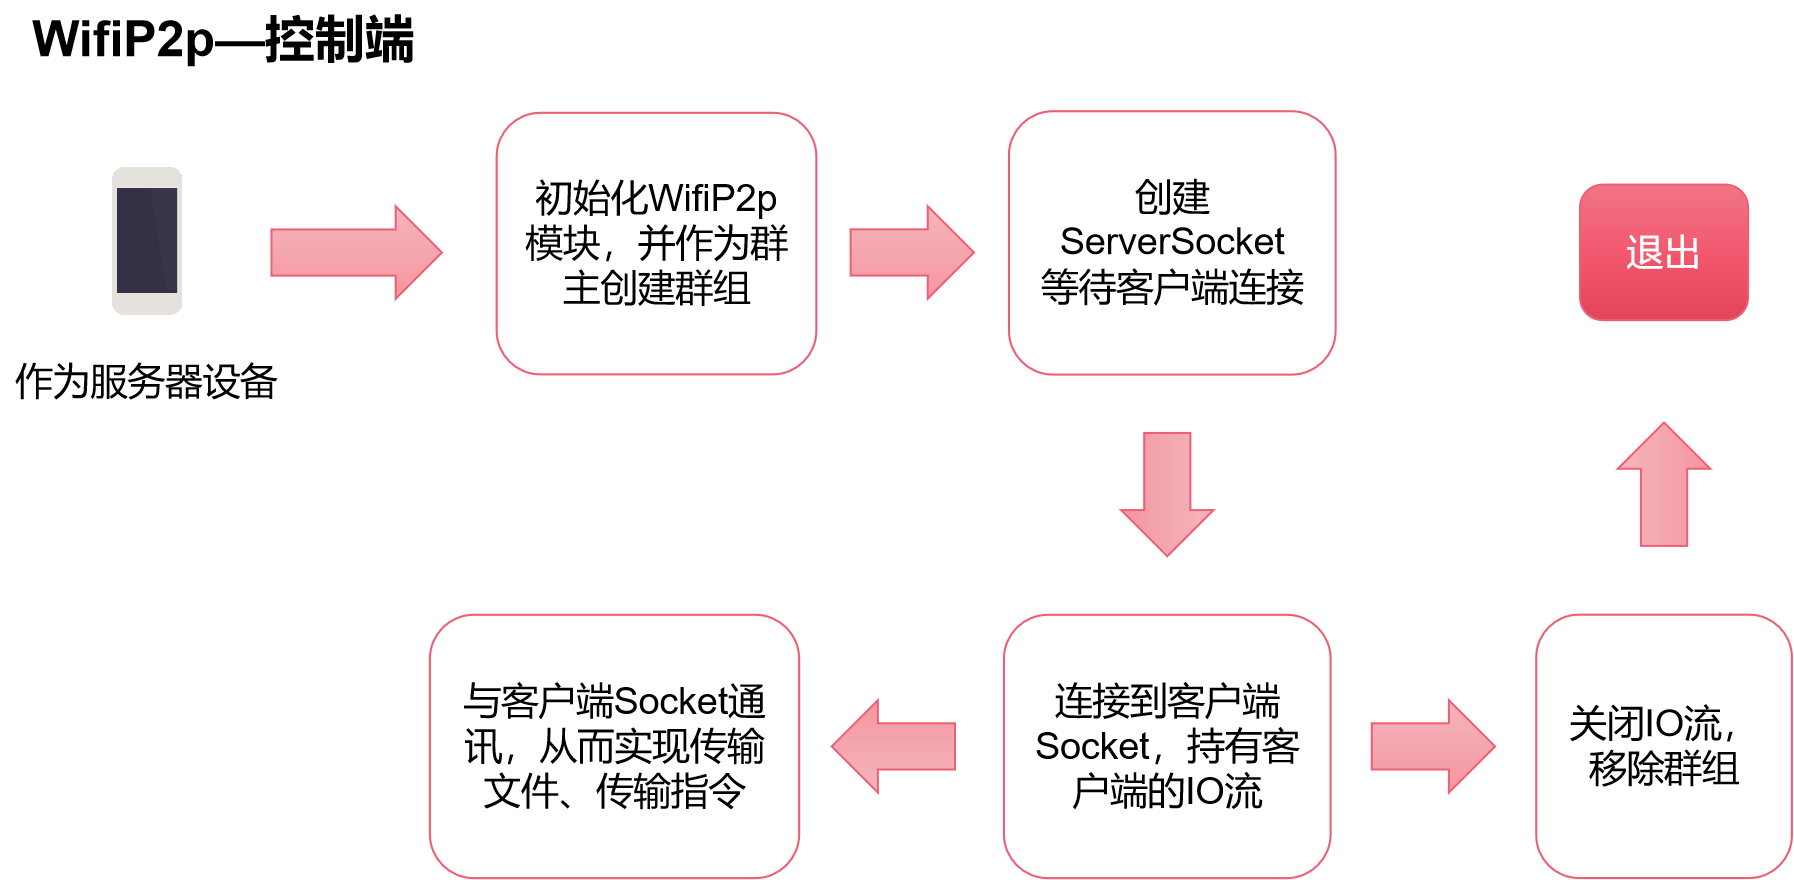 WifiP2p—控制端
作为服务器设备
初始化WifiP2p
模块，并作为群
主创建群组
创建
ServerSocket
等待客户端连接
退出
与客户端Socket通
讯，从而实现传输
文件、传输指令
连接到客户端
Socket，持有客
户端的IO流
关闭IO流，
移除群组